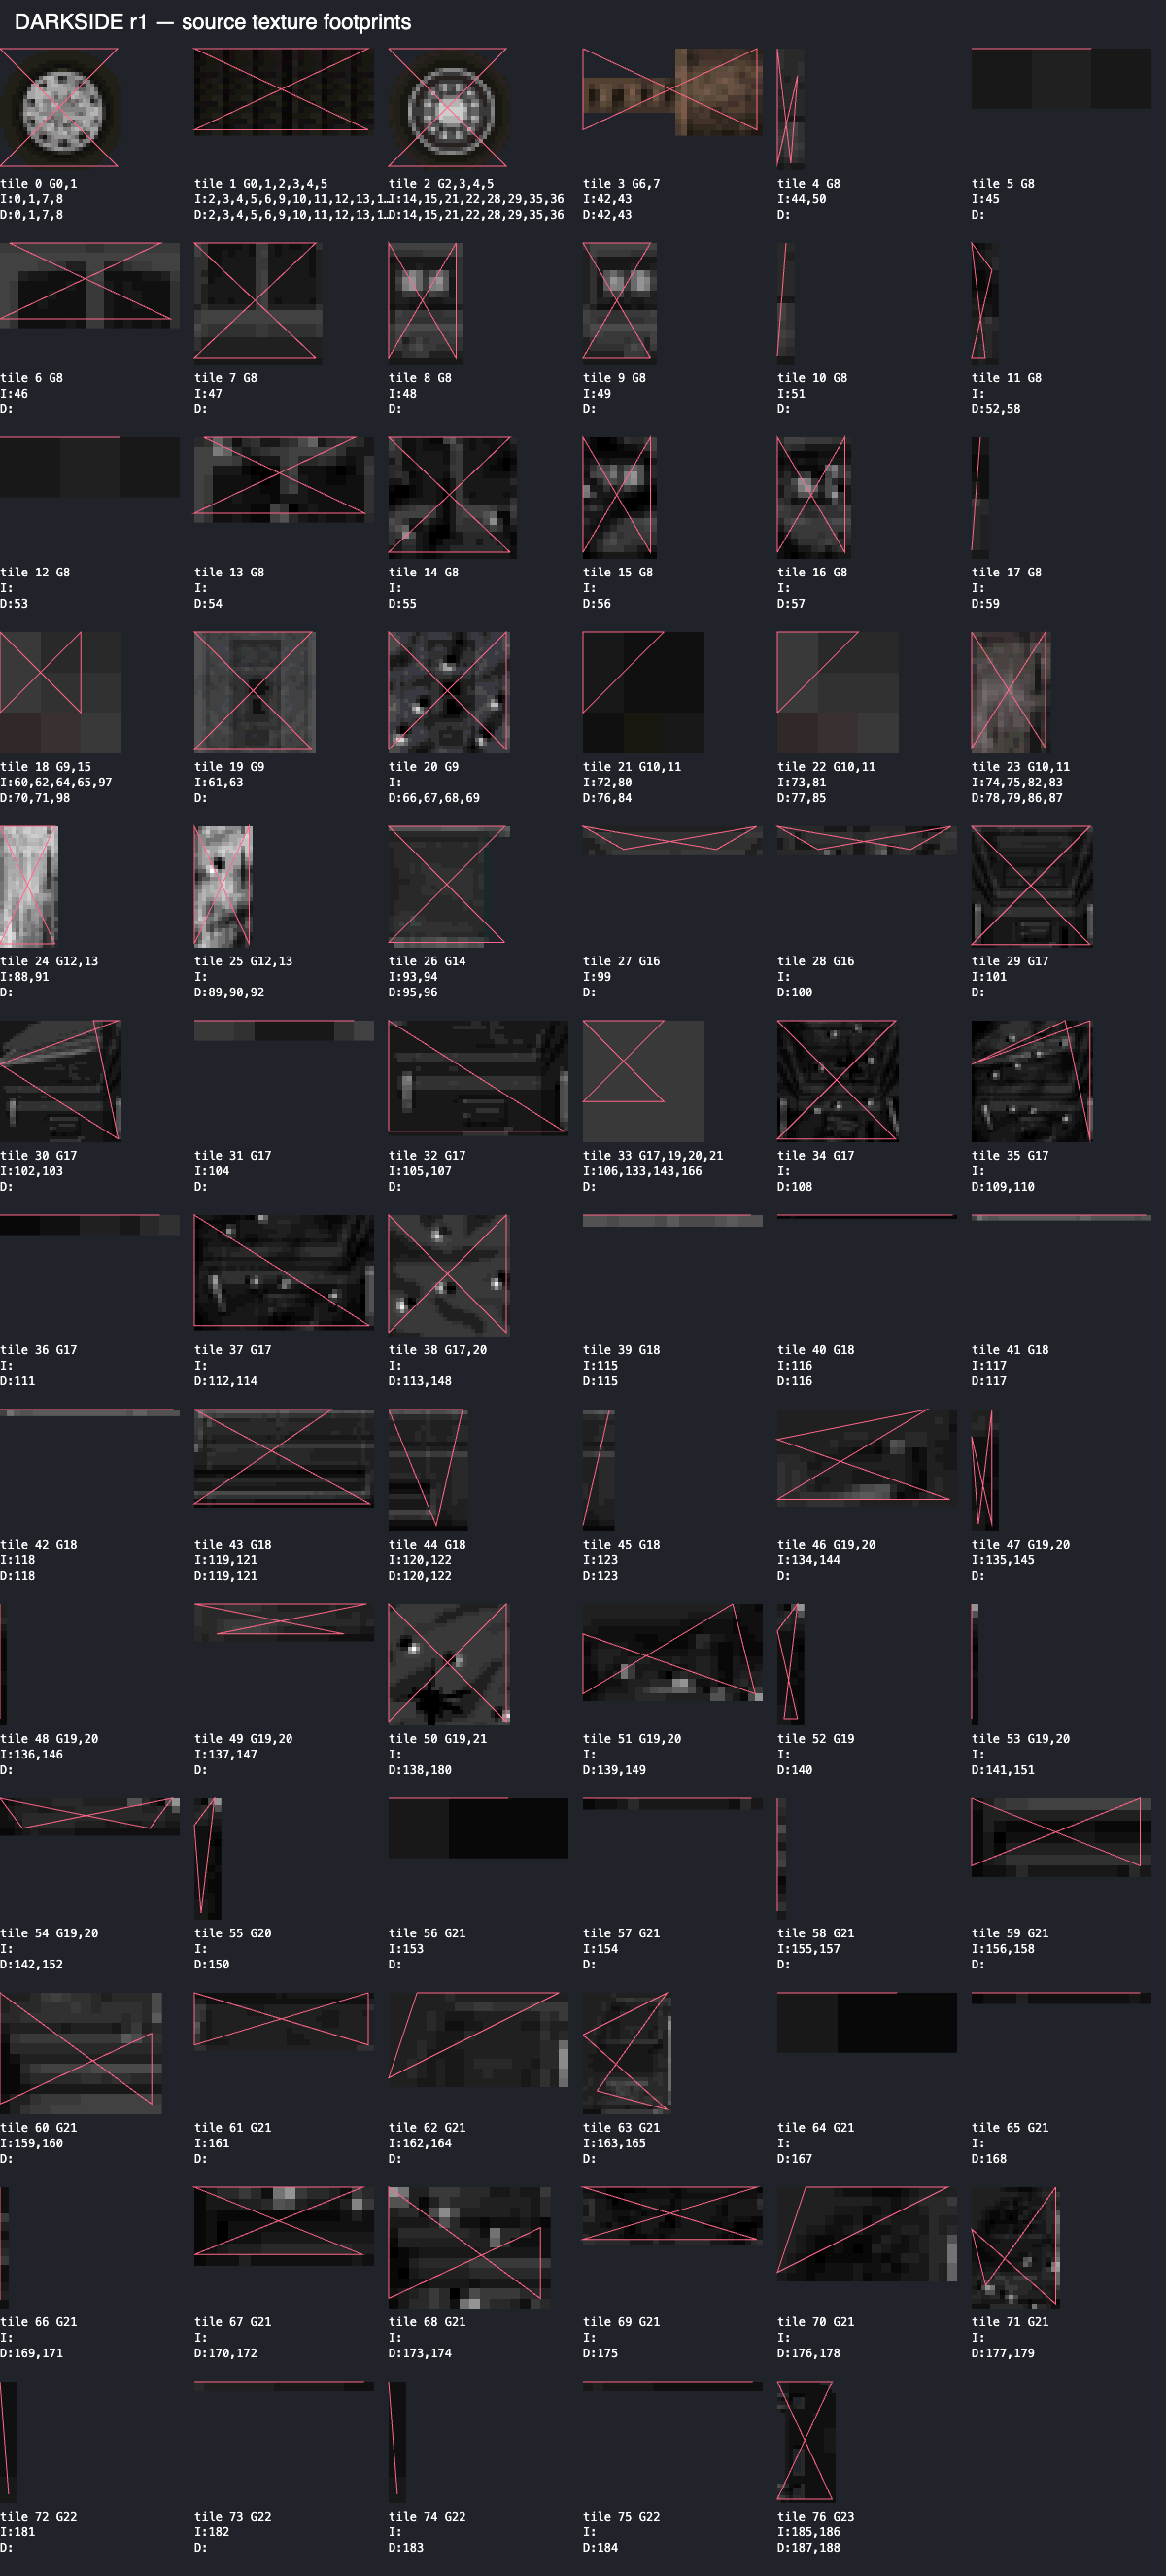 DARKSIDE r1 — source texture footprints
tile 0 G0,1
I:0,1,7,8
D:0,1,7,8
tile 1 G0,1,2,3,4,5
I:2,3,4,5,6,9,10,11,12,13,1…
D:2,3,4,5,6,9,10,11,12,13,1…
tile 2 G2,3,4,5
I:14,15,21,22,28,29,35,36
D:14,15,21,22,28,29,35,36
tile 3 G6,7
I:42,43
D:42,43
tile 4 G8
I:44,50
D:
tile 5 G8
I:45
D:
tile 6 G8
I:46
D:
tile 7 G8
I:47
D:
tile 8 G8
I:48
D:
tile 9 G8
I:49
D:
tile 10 G8
I:51
D:
tile 11 G8
I:
D:52,58
tile 12 G8
I:
D:53
tile 13 G8
I:
D:54
tile 14 G8
I:
D:55
tile 15 G8
I:
D:56
tile 16 G8
I:
D:57
tile 17 G8
I:
D:59
tile 18 G9,15
I:60,62,64,65,97
D:70,71,98
tile 19 G9
I:61,63
D:
tile 20 G9
I:
D:66,67,68,69
tile 21 G10,11
I:72,80
D:76,84
tile 22 G10,11
I:73,81
D:77,85
tile 23 G10,11
I:74,75,82,83
D:78,79,86,87
tile 24 G12,13
I:88,91
D:
tile 25 G12,13
I:
D:89,90,92
tile 26 G14
I:93,94
D:95,96
tile 27 G16
I:99
D:
tile 28 G16
I:
D:100
tile 29 G17
I:101
D:
tile 30 G17
I:102,103
D:
tile 31 G17
I:104
D:
tile 32 G17
I:105,107
D:
tile 33 G17,19,20,21
I:106,133,143,166
D:
tile 34 G17
I:
D:108
tile 35 G17
I:
D:109,110
tile 36 G17
I:
D:111
tile 37 G17
I:
D:112,114
tile 38 G17,20
I:
D:113,148
tile 39 G18
I:115
D:115
tile 40 G18
I:116
D:116
tile 41 G18
I:117
D:117
tile 42 G18
I:118
D:118
tile 43 G18
I:119,121
D:119,121
tile 44 G18
I:120,122
D:120,122
tile 45 G18
I:123
D:123
tile 46 G19,20
I:134,144
D:
tile 47 G19,20
I:135,145
D:
tile 48 G19,20
I:136,146
D:
tile 49 G19,20
I:137,147
D:
tile 50 G19,21
I:
D:138,180
tile 51 G19,20
I:
D:139,149
tile 52 G19
I:
D:140
tile 53 G19,20
I:
D:141,151
tile 54 G19,20
I:
D:142,152
tile 55 G20
I:
D:150
tile 56 G21
I:153
D:
tile 57 G21
I:154
D:
tile 58 G21
I:155,157
D:
tile 59 G21
I:156,158
D:
tile 60 G21
I:159,160
D:
tile 61 G21
I:161
D:
tile 62 G21
I:162,164
D:
tile 63 G21
I:163,165
D:
tile 64 G21
I:
D:167
tile 65 G21
I:
D:168
tile 66 G21
I:
D:169,171
tile 67 G21
I:
D:170,172
tile 68 G21
I:
D:173,174
tile 69 G21
I:
D:175
tile 70 G21
I:
D:176,178
tile 71 G21
I:
D:177,179
tile 72 G22
I:181
D:
tile 73 G22
I:182
D:
tile 74 G22
I:
D:183
tile 75 G22
I:
D:184
tile 76 G23
I:185,186
D:187,188